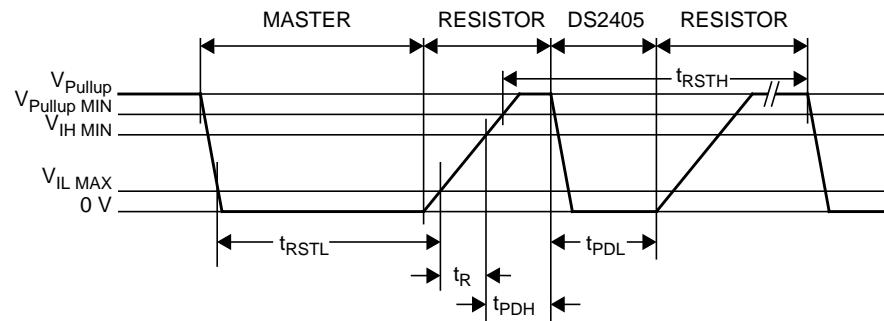 MASTER RESISTOR DS2405 RESISTOR
VPullup
VPullup MIN
VIH MIN
VIL MAX
0 V
tRSTH
tRSTL
tPDL
tR
tPDH